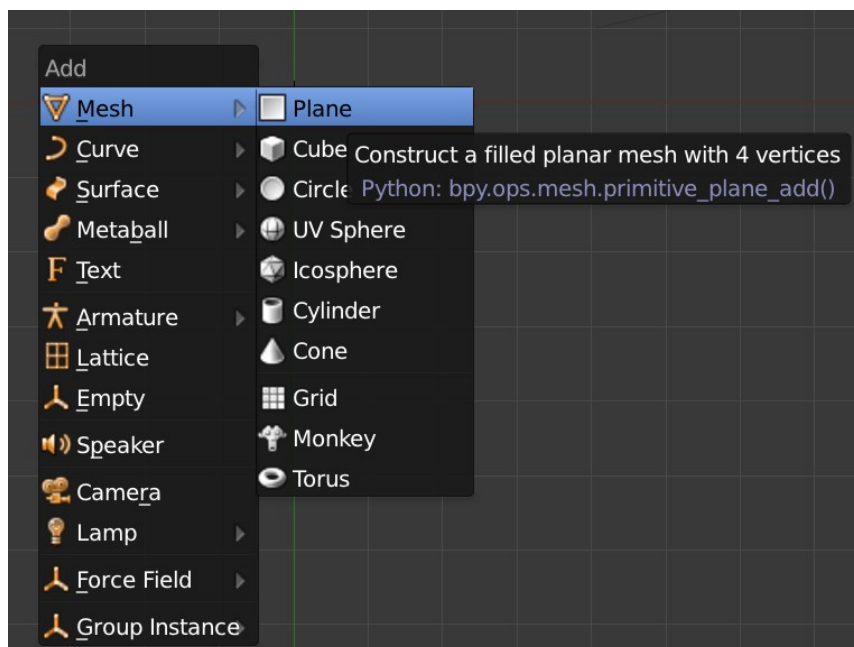 Add
Mesh
Curve
Surface
Metaball
Text
Armature
Lattice
Empty
Speaker
Camera
Lamp
Force Field
Group Instance
Plane
Cube
Circle
UV Sphere
Icosphere
Cylinder
Cone
Grid
Monkey
Torus
Construct a filled planar mesh with 4 vertices
Python: bpy.ops.mesh.primitive_plane_add()